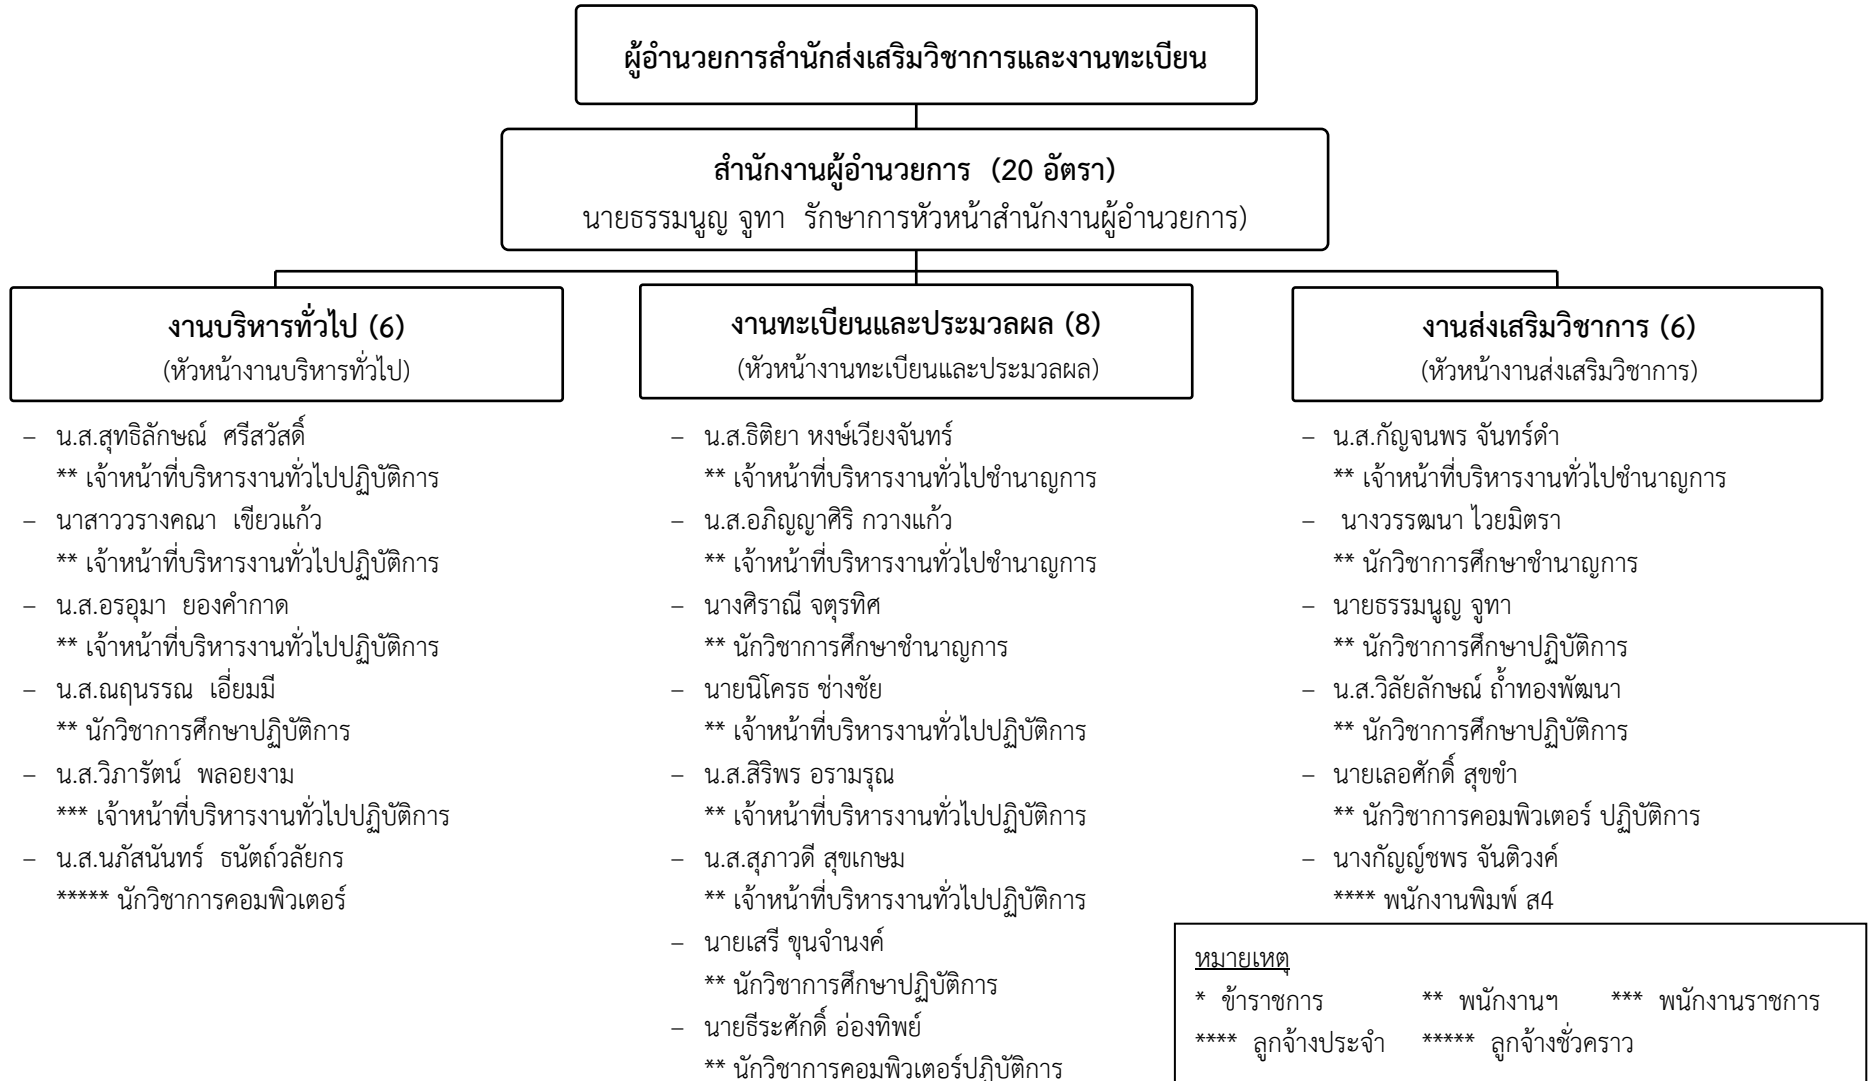 ผู้อำนวยการสำนักส่งเสริมวิชาการและงานทะเบียน
สำนักงานผู้อำนวยการ (20 อัตรา)
นายธรรมนูญ จูทา รักษาการหัวหน้าสำนักงานผู้อำนวยการ)
งานบริหารทั่วไป (6)
(หัวหน้างานบริหารทั่วไป)
– น.ส.สุทธิลักษณ์ ศรีสวัสดิ์
** เจ้าหน้าที่บริหารงานทั่วไปปฏิบัติการ
– นาสาววรางคณา เขียวแก้ว
** เจ้าหน้าที่บริหารงานทั่วไปปฏิบัติการ
– น.ส.อรอุมา ยองคำกาด
** เจ้าหน้าที่บริหารงานทั่วไปปฏิบัติการ
– น.ส.ณฤนรรณ เอี่ยมมี
** นักวิชาการศึกษาปฏิบัติการ
– น.ส.วิภารัตน์ พลอยงาม
*** เจ้าหน้าที่บริหารงานทั่วไปปฏิบัติการ
– น.ส.นภัสนันทร์ ธนัตถ์วลัยกร
***** นักวิชาการคอมพิวเตอร์
งานทะเบียนและประมวลผล (8)
(หัวหน้างานทะเบียนและประมวลผล)
– น.ส.ธิติยา หงษ์เวียงจันทร์
** เจ้าหน้าที่บริหารงานทั่วไปชำนาญการ
– น.ส.อภิญญาศิริ กวางแก้ว
** เจ้าหน้าที่บริหารงานทั่วไปชำนาญการ
– นางศิราณี จตุรทิศ
** นักวิชาการศึกษาชำนาญการ
– นายนิโครธ ช่างชัย
** เจ้าหน้าที่บริหารงานทั่วไปปฏิบัติการ
– น.ส.สิริพร อรามรุณ
** เจ้าหน้าที่บริหารงานทั่วไปปฏิบัติการ
– น.ส.สุภาวดี สุขเกษม
** เจ้าหน้าที่บริหารงานทั่วไปปฏิบัติการ
– นายเสรี ขุนจำนงค์
** นักวิชาการศึกษาปฏิบัติการ
– นายธีระศักดิ์ อ่องทิพย์
** นักวิชาการคอมพิวเตอร์ปฏิบัติการ
งานส่งเสริมวิชาการ (6)
(หัวหน้างานส่งเสริมวิชาการ)
– น.ส.กัญจนพร จันทร์ดำ
** เจ้าหน้าที่บริหารงานทั่วไปชำนาญการ
– นางวรรฒนา ไวยมิตรา
** นักวิชาการศึกษาชำนาญการ
– นายธรรมนูญ จูทา
** นักวิชาการศึกษาปฏิบัติการ
– น.ส.วิลัยลักษณ์ ถ้ำทองพัฒนา
** นักวิชาการศึกษาปฏิบัติการ
– นายเลอศักดิ์ สุขขำ
** นักวิชาการคอมพิวเตอร์ ปฏิบัติการ
– นางกัญญ์ชพร จันติวงค์
**** พนักงานพิมพ์ ส4
หมายเหตุ
* ข้าราชการ ** พนักงานฯ *** พนักงานราชการ
**** ลูกจ้างประจำ ***** ลูกจ้างชั่วคราว